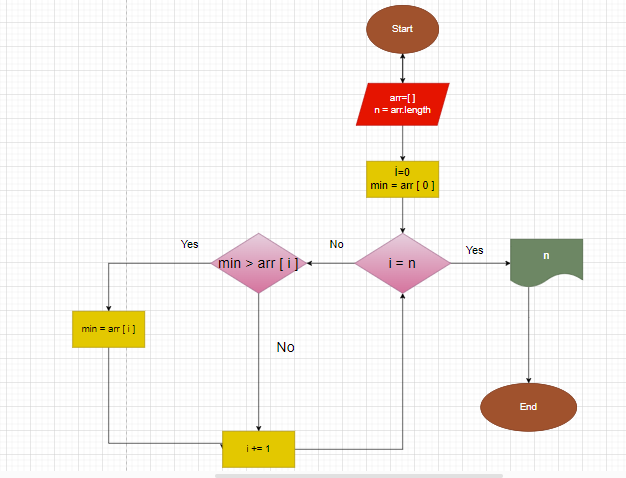 Start
arr=[ ]
n = arr.length
İ=0
min = arr [ 0 ]
Yes
No
Yes
min > arr [ i ]
i = n
n
min = arr [ i ]
No
End
i += 1